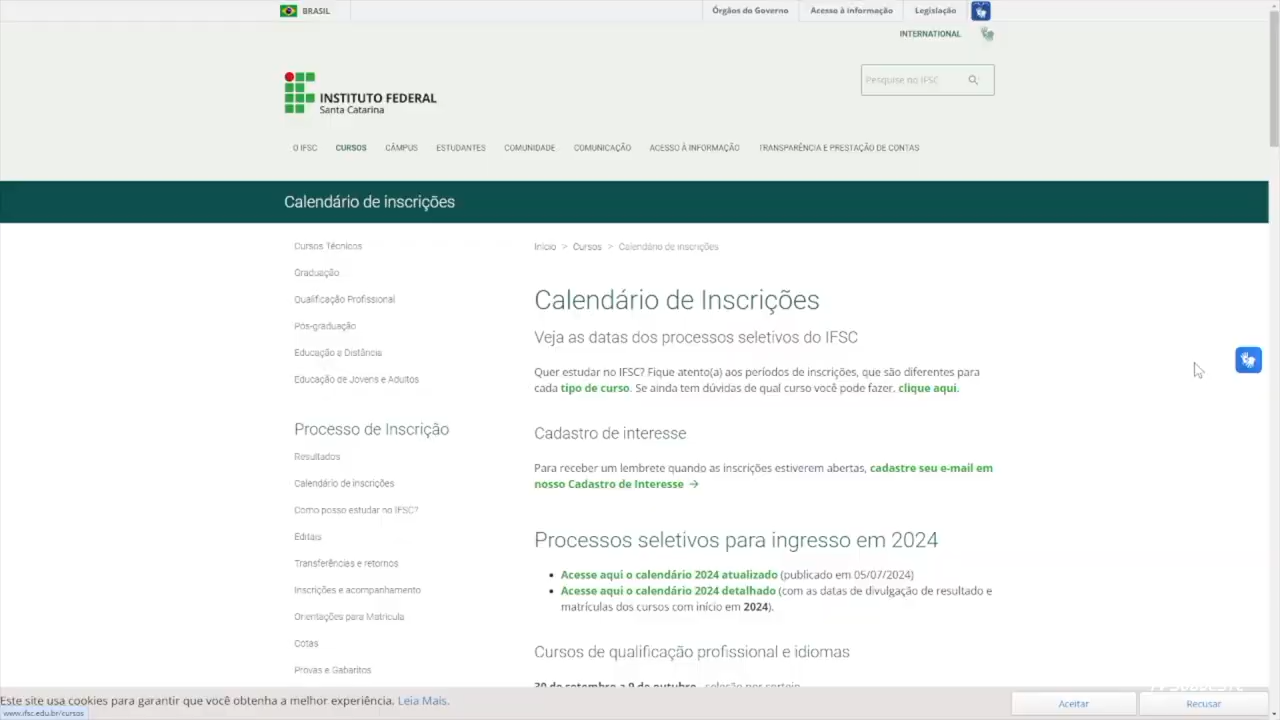 BRASIL
Órgãos do Governo
Acesso à informação
Legislação
INTERNATIONAL
Pesquise no IFSC
INSTITUTO FEDERAL
Santa Catarina
O IFSC
CURSOS
CÂMPUS
ESTUDANTES
COMUNIDADE
COMUNICAÇÃO
ACESSO À INFORMAÇÃO
TRANSPARÊNCIA E PRESTAÇÃO DE CONTAS
Calendário de inscrições
Cursos Técnicos
Graduação
Qualificação Profissional
Pós-graduação
Educação a Distância
Educação de Jovens e Adultos
Processo de Inscrição
Resultados
Calendário de inscrições
Como posso estudar no IFSC?
Editais
Transferências e retornos
Inscrições e acompanhamento
Orientações para Matrícula
Cotas
Provas e Gabaritos
Início > Cursos > Calendário de inscrições
Calendário de Inscrições
Veja as datas dos processos seletivos do IFSC
Quer estudar no IFSC? Fique atento(a) aos períodos de inscrições, que são diferentes para
cada tipo de curso. Se ainda tem dúvidas de qual curso você pode fazer, clique aqui.
Cadastro de interesse
Para receber um lembrete quando as inscrições estiverem abertas, cadastre seu e-mail em
nosso Cadastro de Interesse →
Processos seletivos para ingresso em 2024
• Acesse aqui o calendário 2024 atualizado (publicado em 05/07/2024)
• Acesse aqui o calendário 2024 detalhado (com as datas de divulgação de resultado e
matrículas dos cursos com início em 2024).
Cursos de qualificação profissional e idiomas
30 de setembro a 9 de outubro - seleção por sorteio
Este site usa cookies para garantir que você obtenha a melhor experiência. Leia Mais.
Aceitar
Recusar
www.ifsc.edu.br/cursos